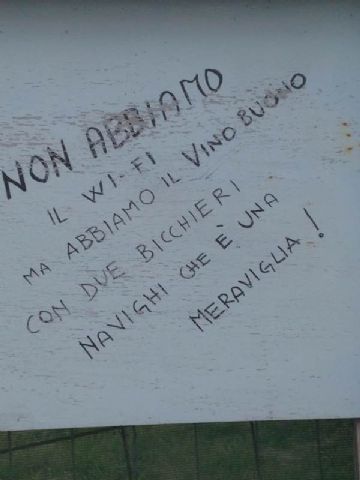 NON ABBIAMO
IL WI-FI
MA ABBIAMO IL VINO BUONO
CON DUE BICCHIERI
NAVIGHI CHE È UNA
MERAVIGLIA!